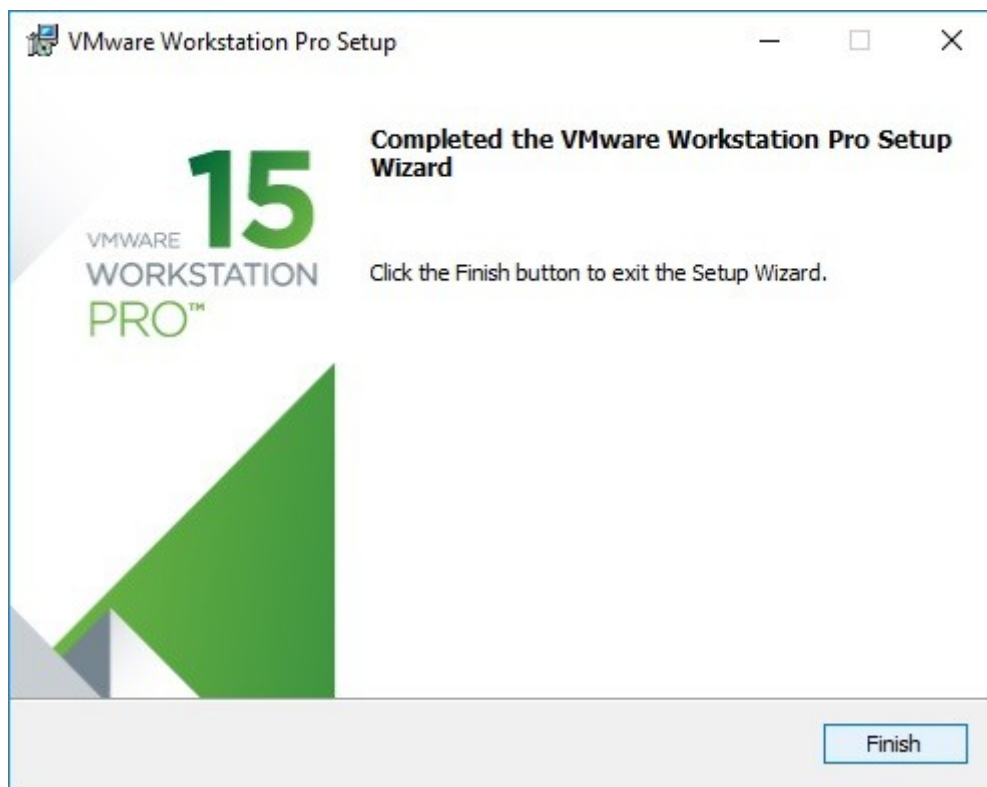 VMware Workstation Pro Setup
Completed the VMware Workstation Pro Setup
Wizard
15
VMWARE
WORKSTATION
PRO™
Click the Finish button to exit the Setup Wizard.
Finish